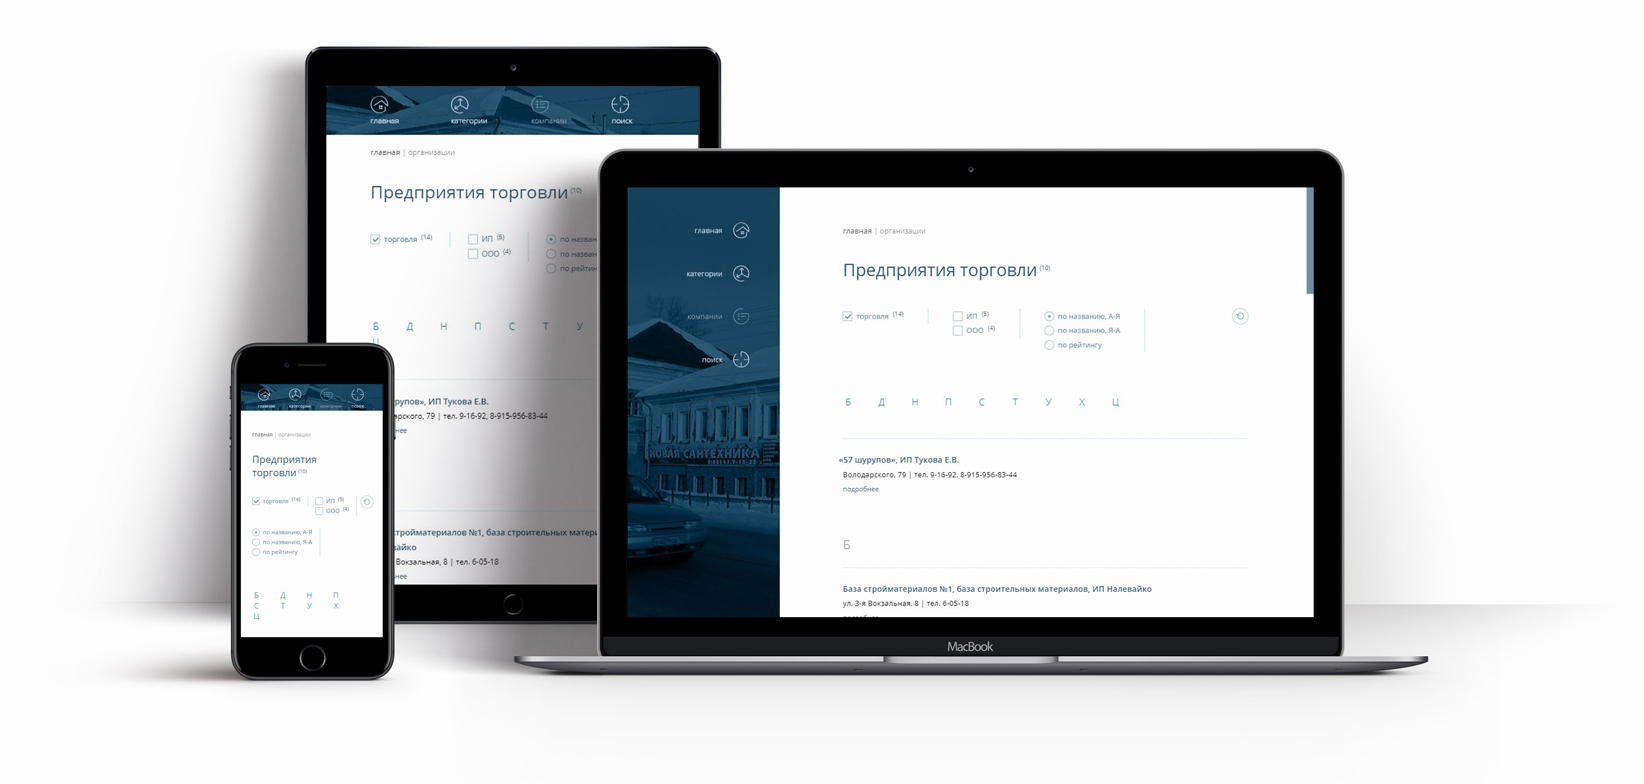 главная
категории
компании
поиск
главная | организации
Предприятия торговли (10)
торговля (14)
ИП (5)
ООО (4)
по назван
по назван
по рейтин
Б Д Н П С Т У
Ц
рупов», ИП Тукова Е.В.
арского, 79 | тел. 9-16-92, 8-915-956-83-44
нее
тройматериалов №1, база строительных матери
вайко
Вокзальная, 8 | тел. 6-05-18
нее
главная
категории
компании
поиск
главная | организации
Предприятия
торговли (10)
торговля (14)
ИП (5)
ООО (4)
по названию, А-Я
по названию, Я-А
по рейтингу
Б Д Н П
С Т У Х
Ц
главная
категории
компании
поиск
НОВАЯ САНТЕХНИКА
главная | организации
Предприятия торговли (10)
торговля (14)
ИП (5)
ООО (4)
по названию, А-Я
по названию, Я-А
по рейтингу
Б Д Н П С Т У Х Ц
«57 шурупов», ИП Тукова Е.В.
Володарского, 79 | тел. 9-16-92, 8-915-956-83-44
подробнее
Б
База стройматериалов №1, база строительных материалов, ИП Налевайко
ул. 3-я Вокзальная, 8 | тел. 6-05-18
MacBook